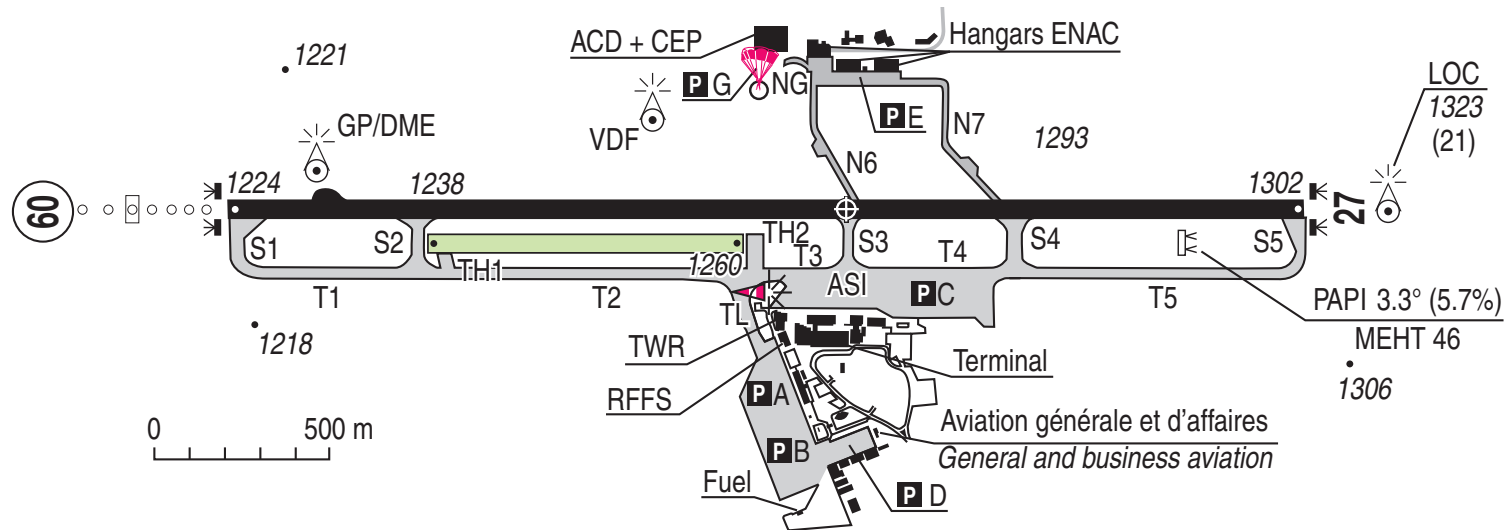 1221
ACD + CEP
P G
NG
Hangars ENAC
P E
N7
LOC
1323
(21)
GP/DME
VDF
1293
N6
09
1224
1238
1302
27
S1
S2
TH1
1260
TH2
T3
S3
T4
S4
S5
T1
T2
TL
ASI
P C
T5
PAPI 3.3° (5.7%)
MEHT 46
1218
TWR
Terminal
1306
RFFS
P A
0 500 m
Aviation générale et d'affaires
General and business aviation
P B
Fuel
P D